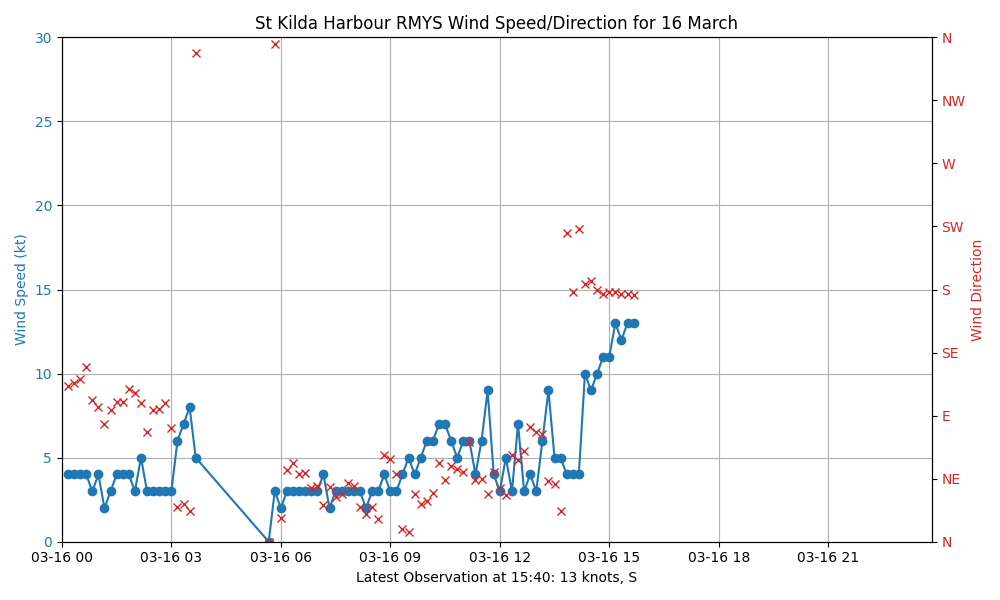 St Kilda Harbour RMYS Wind Speed/Direction for 16 March
30
25
20
15
10
5
0
Wind Speed (kt)
N
NW
W
SW
S
SE
E
NE
N
Wind Direction
03-16 00 03-16 03 03-16 06 03-16 09 03-16 12 03-16 15 03-16 18 03-16 21
Latest Observation at 15:40: 13 knots, S